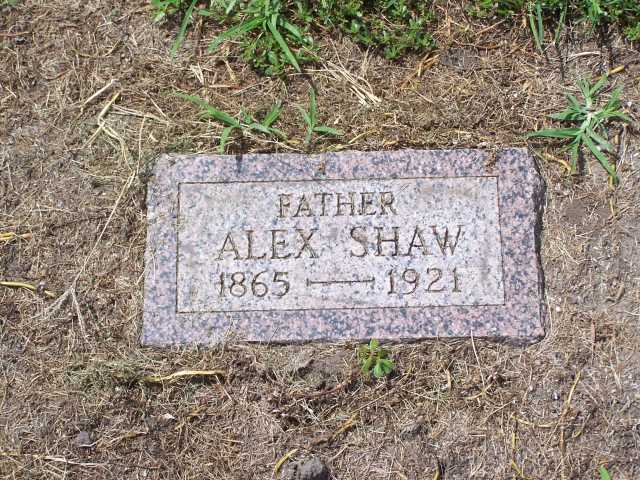 FATHER
ALEX SHAW
1865 — 1921